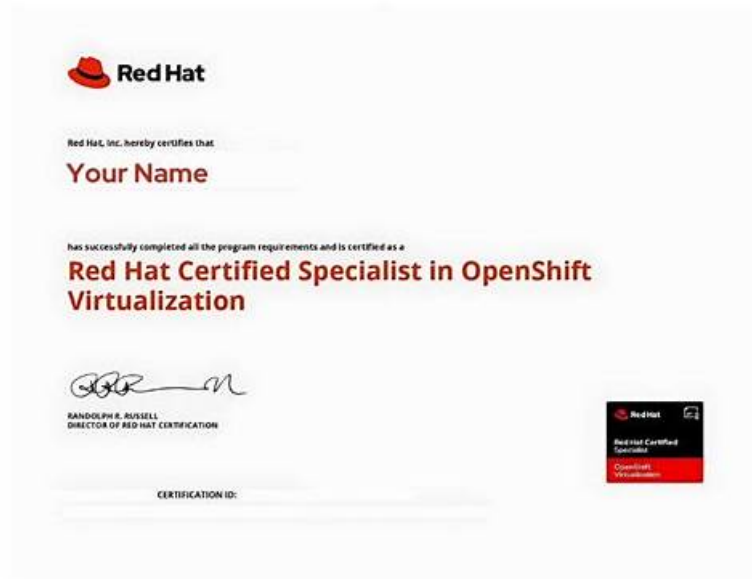 Red Hat
Red Hat, Inc. hereby certifies that
Your Name
has successfully completed all the program requirements and is certified as a
Red Hat Certified Specialist in OpenShift
Virtualization
RANDOLPH R. RUSSELL
DIRECTOR OF RED HAT CERTIFICATION
Red Hat
Red Hat Certified
Specialist
OpenShift
Virtualization
CERTIFICATION ID: